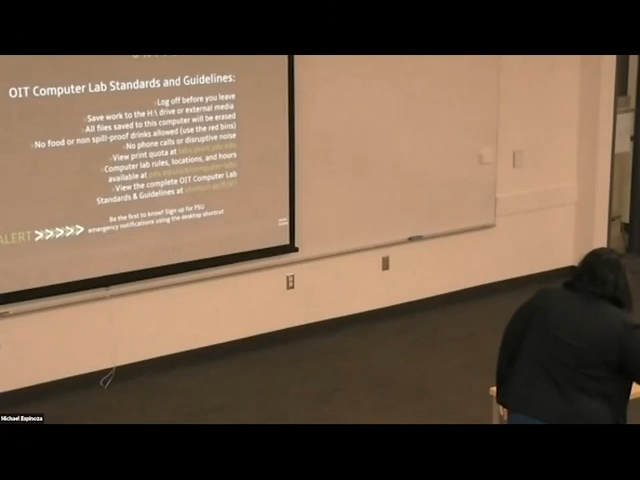 OIT Computer Lab Standards and Guidelines:
Log off before you leave
Save work to the H:\ drive or external media
All files saved to this computer will be erased
No food or non spill-proof drinks allowed (use the red bins)
No phone calls or disruptive noise
View print quota at
Computer lab rules, locations, and hours
available at
View the complete OIT Computer Lab
Standards & Guidelines at
Be the first to know! Sign up for PSU
ALERT >>>>> emergency notifications using the desktop shortcut
Michael Espinoza